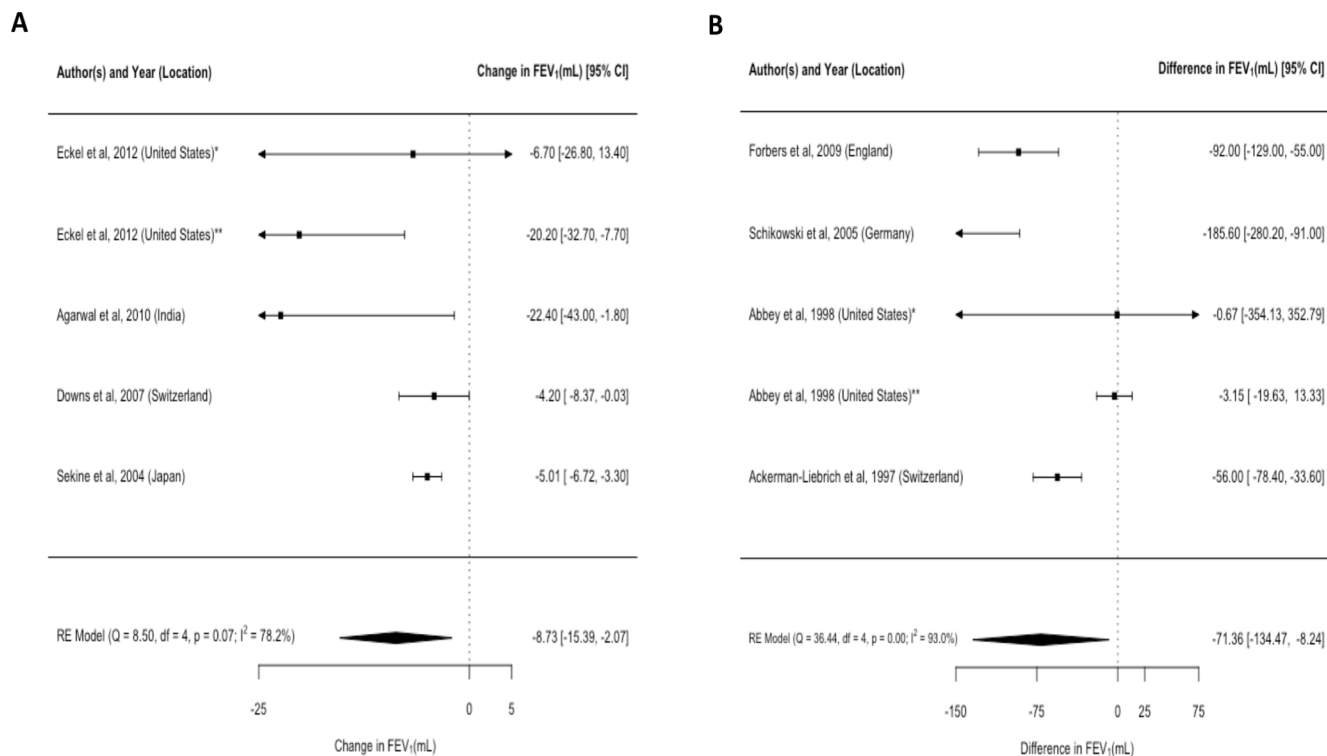 A
Author(s) and Year (Location) Change in FEV₁(mL) [95% CI]
Eckel et al, 2012 (United States)* -6.70 [-26.80, 13.40]
Eckel et al, 2012 (United States)** -20.20 [-32.70, -7.70]
Agarwal et al, 2010 (India) -22.40 [-43.00, -1.80]
Downs et al, 2007 (Switzerland) -4.20 [ -8.37, -0.03]
Sekine et al, 2004 (Japan) -5.01 [ -6.72, -3.30]
RE Model (Q = 8.50, df = 4, p = 0.07; I² = 78.2%) -8.73 [-15.39, -2.07]
-25 0 5
Change in FEV₁(mL)
B
Author(s) and Year (Location) Difference in FEV₁(mL) [95% CI]
Forbers et al, 2009 (England) -92.00 [-129.00, -55.00]
Schikowski et al, 2005 (Germany) -185.60 [-280.20, -91.00]
Abbey et al, 1998 (United States)* -0.67 [-354.13, 352.79]
Abbey et al, 1998 (United States)** -3.15 [ -19.63, 13.33]
Ackerman-Liebrich et al, 1997 (Switzerland) -56.00 [ -78.40, -33.60]
RE Model (Q = 36.44, df = 4, p = 0.00; I² = 93.0%) -71.36 [-134.47, -8.24]
-150 -75 0 25 75
Difference in FEV₁(mL)